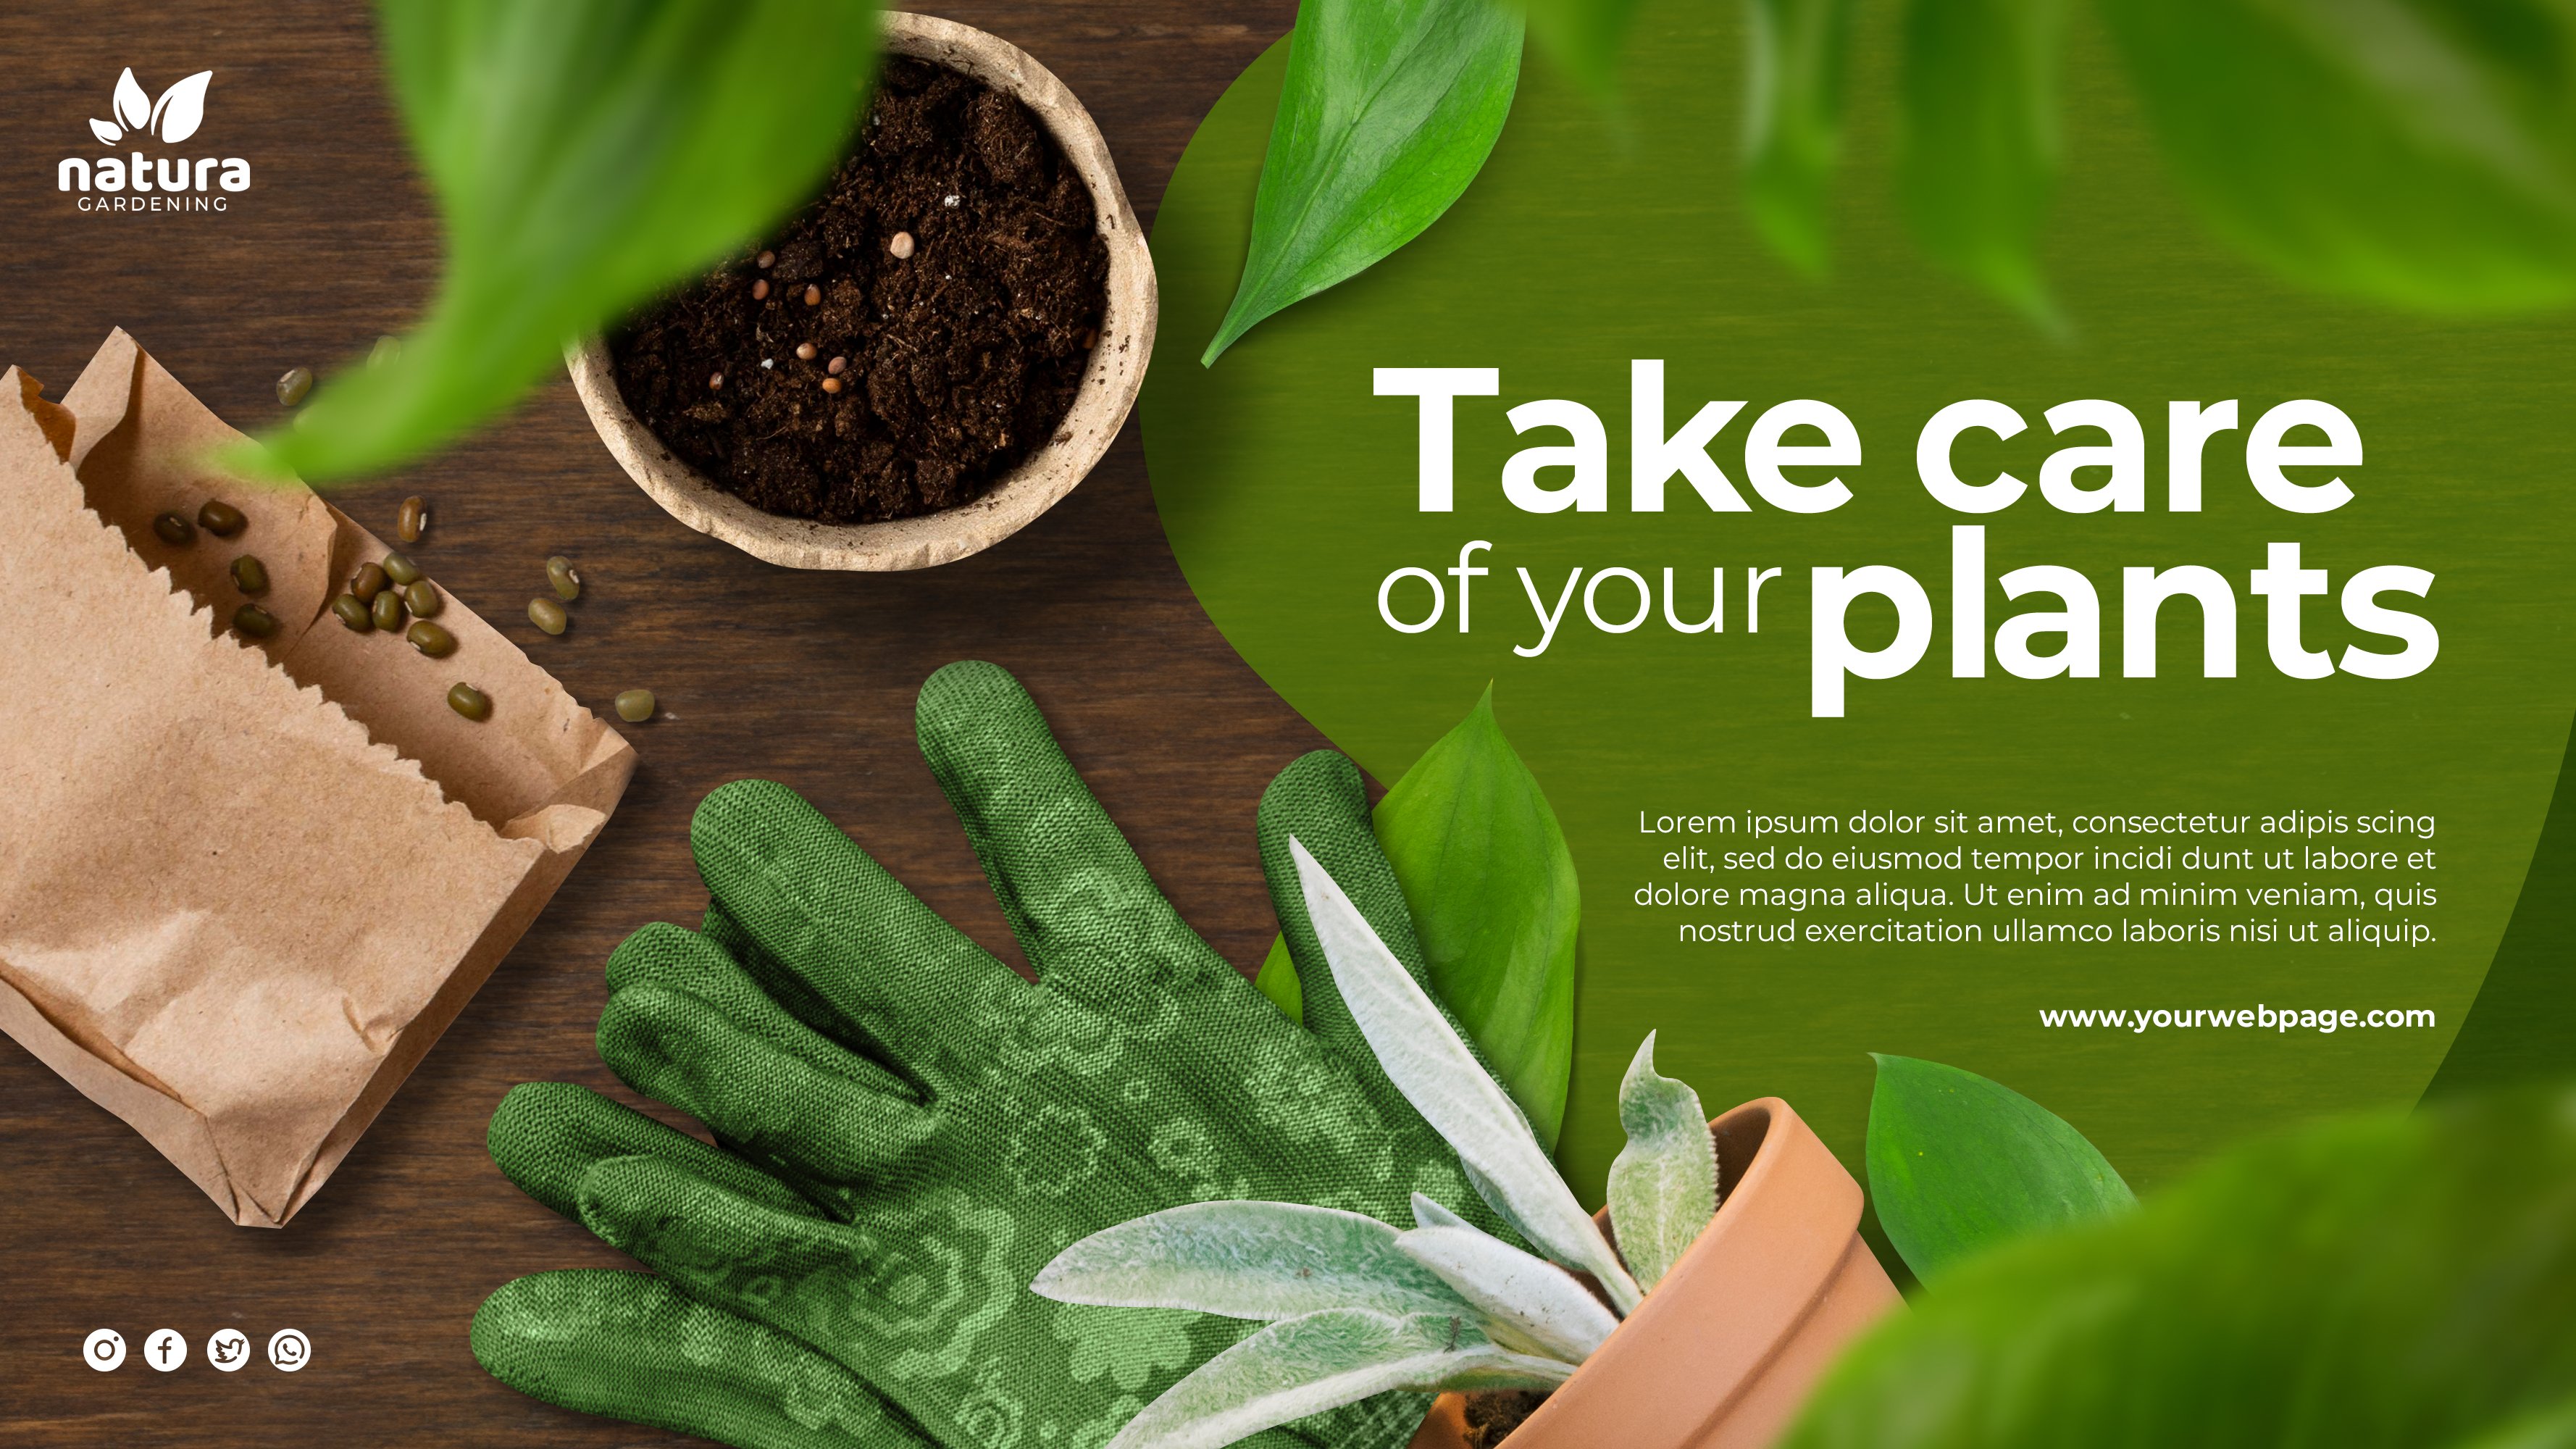 natura
GARDENING
Take care
of your plants
Lorem ipsum dolor sit amet, consectetur adipis scing
elit, sed do eiusmod tempor incidi dunt ut labore et
dolore magna aliqua. Ut enim ad minim veniam, quis
nostrud exercitation ullamco laboris nisi ut aliquip.
www.yourwebpage.com